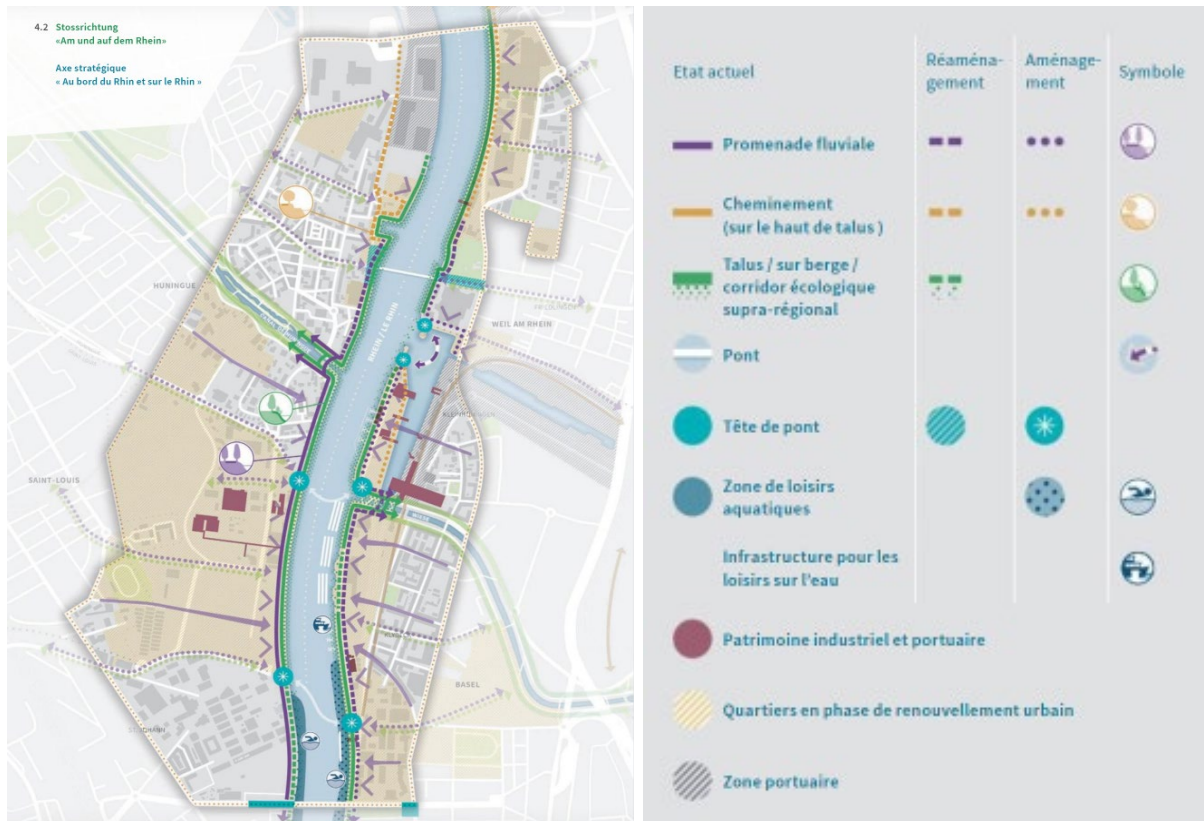 4.2 Stossrichtung
«Am und auf dem Rhein»
Axe stratégique
« Au bord du Rhin et sur le Rhin »
HUNINGUE
RHEIN / LE RHIN
WEIL AM RHEIN
SAINT-LOUIS
WIESE
BASEL
Etat actuel
Réaména-
gement
Aménage-
ment
Symbole
Promenade fluviale
Cheminement
(sur le haut de talus )
Talus / sur berge /
corridor écologique
supra-régional
Pont
Tête de pont
Zone de loisirs
aquatiques
Infrastructure pour les
loisirs sur l'eau
Patrimoine industriel et portuaire
Quartiers en phase de renouvellement urbain
Zone portuaire